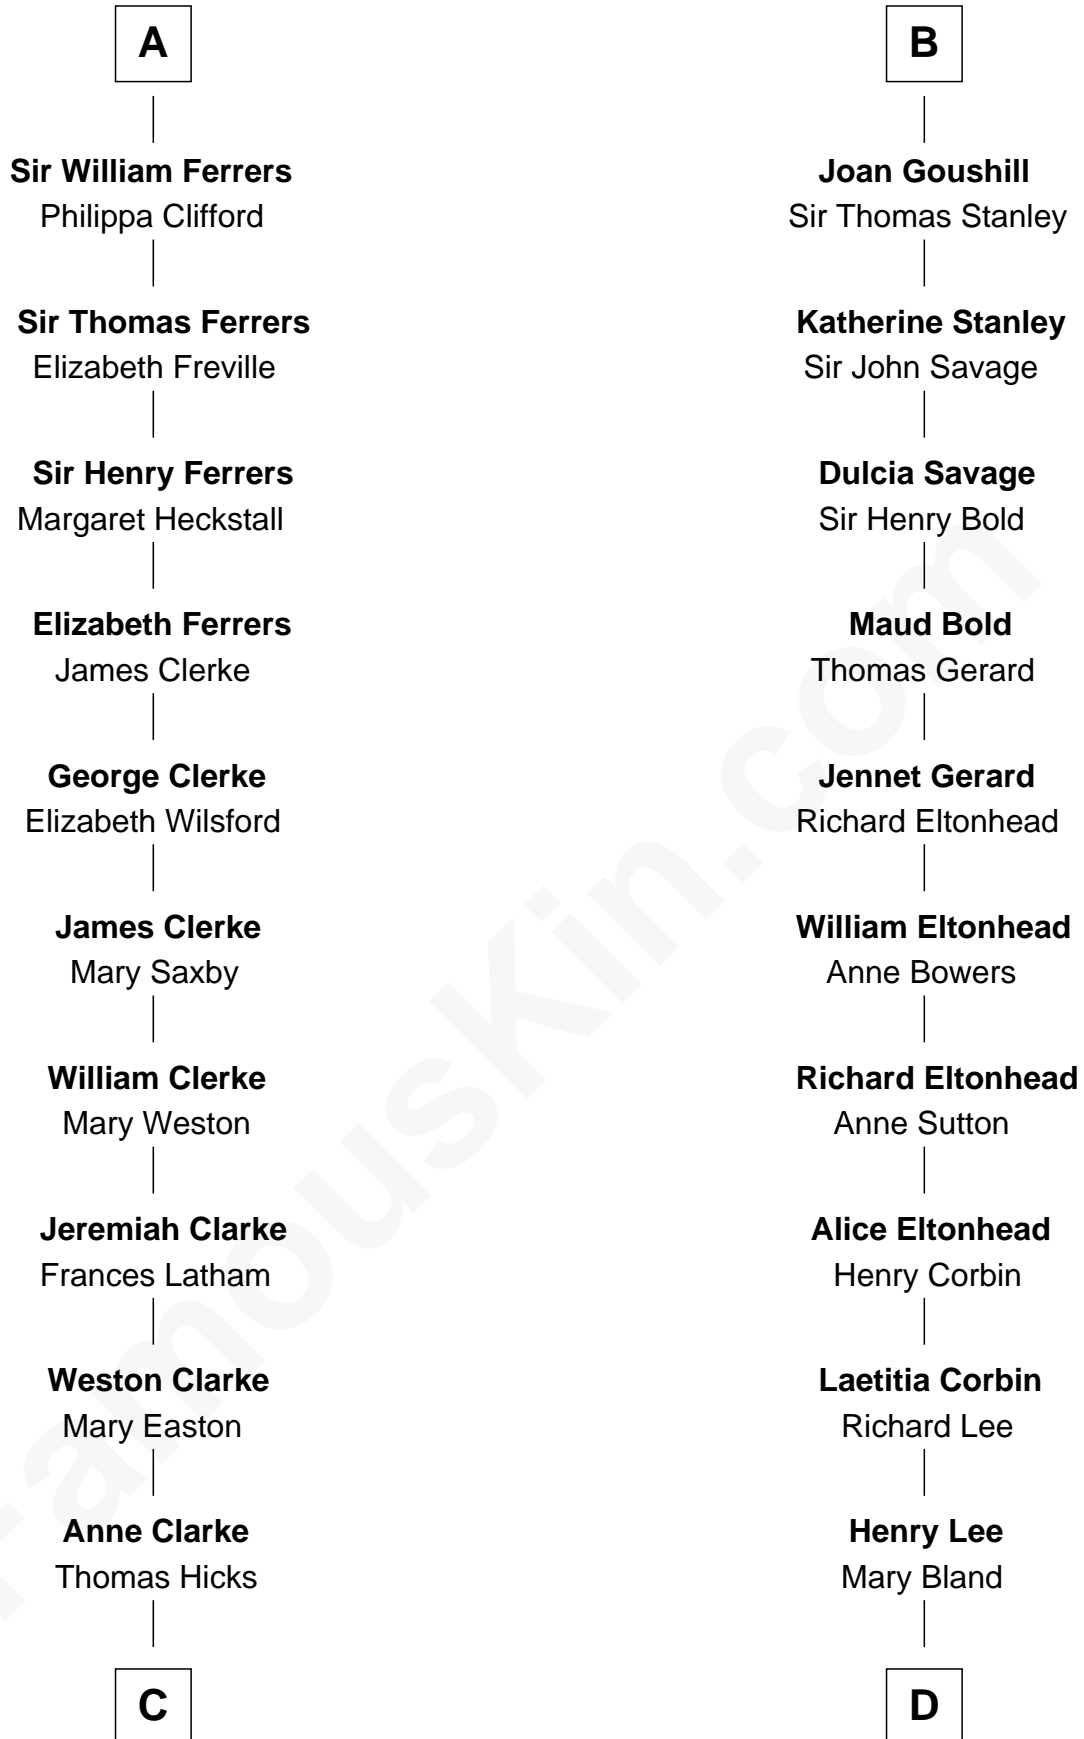 A
Sir William Ferrers
Philippa Clifford
Sir Thomas Ferrers
Elizabeth Freville
Sir Henry Ferrers
Margaret Heckstall
Elizabeth Ferrers
James Clerke
George Clerke
Elizabeth Wilsford
James Clerke
Mary Saxby
William Clerke
Mary Weston
Jeremiah Clarke
Frances Latham
Weston Clarke
Mary Easton
Anne Clarke
Thomas Hicks
C
B
Joan Goushill
Sir Thomas Stanley
Katherine Stanley
Sir John Savage
Dulcia Savage
Sir Henry Bold
Maud Bold
Thomas Gerard
Jennet Gerard
Richard Eltonhead
William Eltonhead
Anne Bowers
Richard Eltonhead
Anne Sutton
Alice Eltonhead
Henry Corbin
Laetitia Corbin
Richard Lee
Henry Lee
Mary Bland
D
FamousKin.com